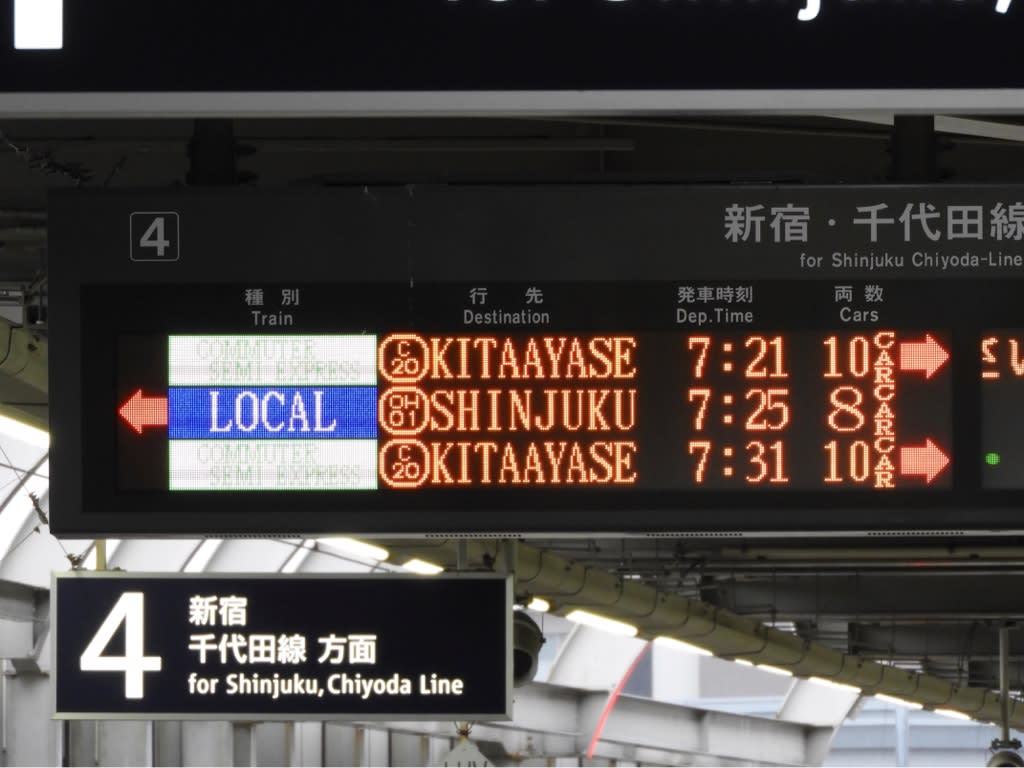 for Shinjuku,
4
新宿・千代田線
for Shinjuku Chiyoda-Line
種別 行先 発車時刻 両数
Train Destination Dep.Time Cars
COMMUTER SEMI EXPRESS C20 KITAAYASE 7:21 10 CAR
LOCAL OH01 SHINJUKU 7:25 8 CAR
COMMUTER SEMI EXPRESS C20 KITAAYASE 7:31 10 CAR
4
新宿
千代田線 方面
for Shinjuku, Chiyoda Line